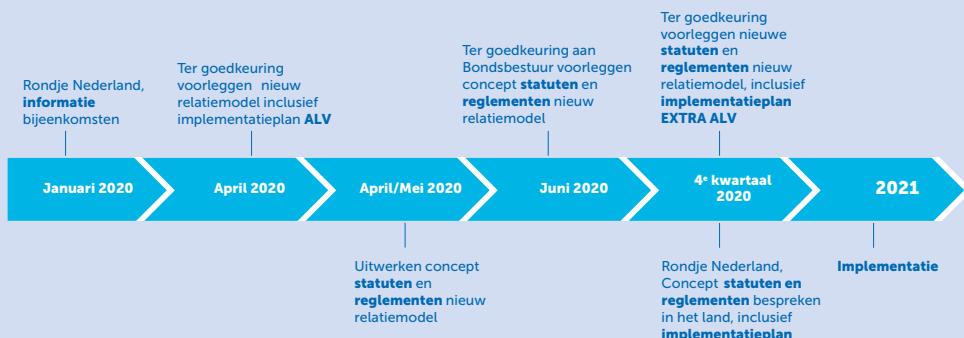 Rondje Nederland,
informatie
bijeenkomsten
Ter goedkeuring
voorleggen nieuw
relatiemodel inclusief
implementatieplan ALV
Ter goedkeuring aan
Bondsbestuur voorleggen
concept statuten en
reglementen nieuw
relatiemodel
Ter goedkeuring
voorleggen nieuwe
statuten en
reglementen nieuw
relatiemodel, inclusief
implementatieplan
EXTRA ALV
Januari 2020
April 2020
April/Mei 2020
Juni 2020
4e kwartaal
2020
2021
Uitwerken concept
statuten en
reglementen nieuw
relatiemodel
Rondje Nederland,
Concept statuten en
reglementen bespreken
in het land, inclusief
implementatieplan
Implementatie